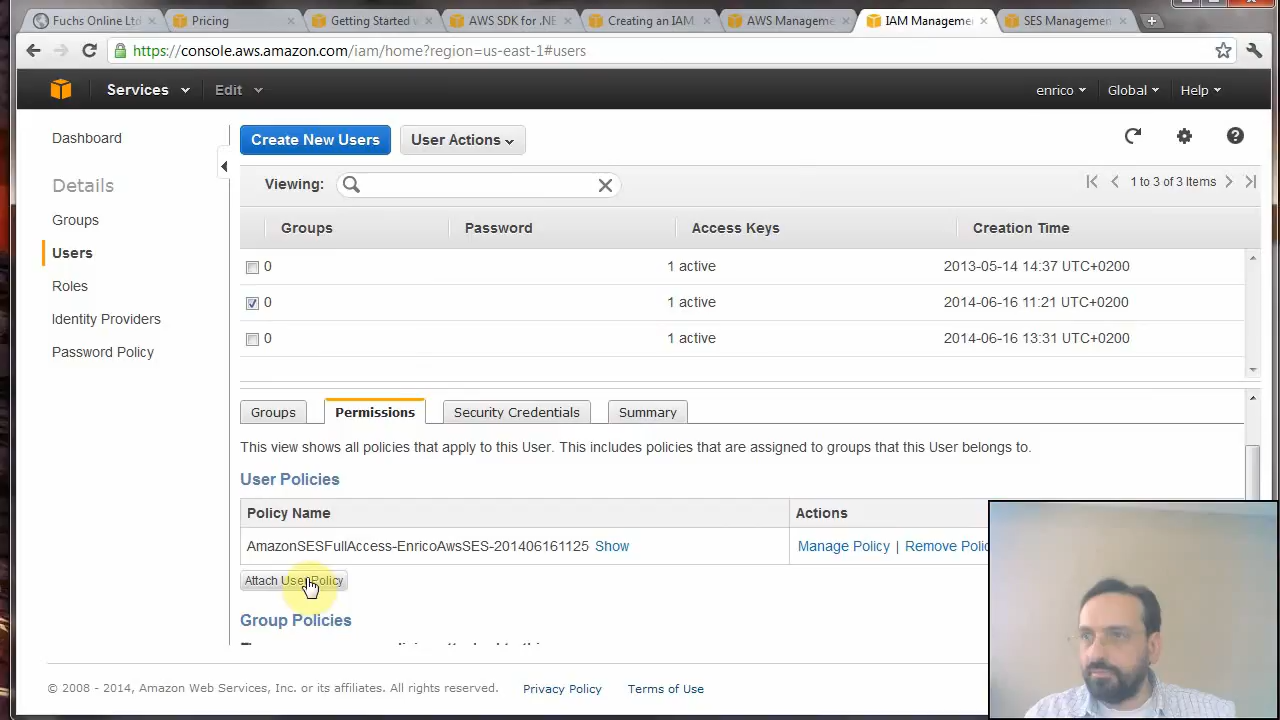 Fuchs Online Ltd
Pricing
Getting Started w
AWS SDK for .NE
Creating an IAM
AWS Manageme
IAM Manageme
SES Management
https://console.aws.amazon.com/iam/home?region=us-east-1#users
Services
Edit
enrico
Global
Help
Dashboard
Details
Groups
Users
Roles
Identity Providers
Password Policy
Create New Users
User Actions
Viewing:
1 to 3 of 3 Items
Groups Password Access Keys Creation Time
0 1 active 2013-05-14 14:37 UTC+0200
0 1 active 2014-06-16 11:21 UTC+0200
0 1 active 2014-06-16 13:31 UTC+0200
Groups
Permissions
Security Credentials
Summary
This view shows all policies that apply to this User. This includes policies that are assigned to groups that this User belongs to.
User Policies
Policy Name Actions
AmazonSESFullAccess-EnricoAwsSES-201406161125 Show Manage Policy | Remove Polic
Attach User Policy
Group Policies
© 2008 - 2014, Amazon Web Services, Inc. or its affiliates. All rights reserved.
Privacy Policy
Terms of Use